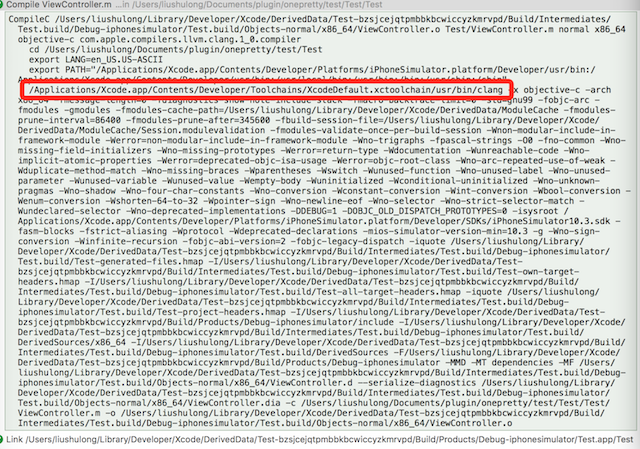 Compile ViewController.m ...in /Users/liushulong/Documents/plugin/onepretty/test/Test/Test
CompileC /Users/liushulong/Library/Developer/Xcode/DerivedData/Test-bzsjcejqtpmbbkbcwiccyzkmrvpd/Build/Intermediates/
Test.build/Debug-iphonesimulator/Test.build/Objects-normal/x86_64/ViewController.o Test/ViewController.m normal x86_64
objective-c com.apple.compilers.llvm.clang.1_0.compiler
cd /Users/liushulong/Documents/plugin/onepretty/test/Test
export LANG=en_US.US-ASCII
export PATH="/Applications/Xcode.app/Contents/Developer/Platforms/iPhoneSimulator.platform/Developer/usr/bin:/
/Applications/Xcode.app/Contents/Developer/Toolchains/XcodeDefault.xctoolchain/usr/bin/clang -x objective-c -arch
x86_64 -fmessage-length=0 -fdiagnostics-show-note-include-stack -fmacro-backtrace-limit=0 -std=gnu99 -fobjc-arc -
fmodules -gmodules -fmodules-cache-path=/Users/liushulong/Library/Developer/Xcode/DerivedData/ModuleCache -fmodules-
prune-interval=86400 -fmodules-prune-after=345600 -fbuild-session-file=/Users/liushulong/Library/Developer/Xcode/
DerivedData/ModuleCache/Session.modulevalidation -fmodules-validate-once-per-build-session -Wnon-modular-include-in-
framework-module -Werror=non-modular-include-in-framework-module -Wno-trigraphs -fpascal-strings -O0 -fno-common -Wno-
missing-field-initializers -Wno-missing-prototypes -Werror=return-type -Wdocumentation -Wunreachable-code -Wno-
implicit-atomic-properties -Werror=deprecated-objc-isa-usage -Werror=objc-root-class -Wno-arc-repeated-use-of-weak -
Wduplicate-method-match -Wno-missing-braces -Wparentheses -Wswitch -Wunused-function -Wno-unused-label -Wno-unused-
parameter -Wunused-variable -Wunused-value -Wempty-body -Wuninitialized -Wconditional-uninitialized -Wno-unknown-
pragmas -Wno-shadow -Wno-four-char-constants -Wno-conversion -Wconstant-conversion -Wint-conversion -Wbool-conversion -
Wenum-conversion -Wshorten-64-to-32 -Wpointer-sign -Wno-newline-eof -Wno-selector -Wno-strict-selector-match -
Wundeclared-selector -Wno-deprecated-implementations -DDEBUG=1 -DOBJC_OLD_DISPATCH_PROTOTYPES=0 -isysroot /
Applications/Xcode.app/Contents/Developer/Platforms/iPhoneSimulator.platform/Developer/SDKs/iPhoneSimulator10.3.sdk -
fasm-blocks -fstrict-aliasing -Wprotocol -Wdeprecated-declarations -mios-simulator-version-min=10.3 -g -Wno-sign-
conversion -Winfinite-recursion -fobjc-abi-version=2 -fobjc-legacy-dispatch -iquote /Users/liushulong/Library/
Developer/Xcode/DerivedData/Test-bzsjcejqtpmbbkbcwiccyzkmrvpd/Build/Intermediates/Test.build/Debug-iphonesimulator/
Test.build/Test-generated-files.hmap -I/Users/liushulong/Library/Developer/Xcode/DerivedData/Test-
bzsjcejqtpmbbkbcwiccyzkmrvpd/Build/Intermediates/Test.build/Debug-iphonesimulator/Test.build/Test-own-target-
headers.hmap -I/Users/liushulong/Library/Developer/Xcode/DerivedData/Test-bzsjcejqtpmbbkbcwiccyzkmrvpd/Build/
Intermediates/Test.build/Debug-iphonesimulator/Test.build/Test-all-target-headers.hmap -iquote /Users/liushulong/
Library/Developer/Xcode/DerivedData/Test-bzsjcejqtpmbbkbcwiccyzkmrvpd/Build/Intermediates/Test.build/Debug-
iphonesimulator/Test.build/Test-project-headers.hmap -I/Users/liushulong/Library/Developer/Xcode/DerivedData/Test-
bzsjcejqtpmbbkbcwiccyzkmrvpd/Build/Products/Debug-iphonesimulator/include -I/Users/liushulong/Library/Developer/Xcode/
DerivedData/Test-bzsjcejqtpmbbkbcwiccyzkmrvpd/Build/Intermediates/Test.build/Debug-iphonesimulator/Test.build/
DerivedSources/x86_64 -I/Users/liushulong/Library/Developer/Xcode/DerivedData/Test-bzsjcejqtpmbbkbcwiccyzkmrvpd/Build/
Intermediates/Test.build/Debug-iphonesimulator/Test.build/DerivedSources -F/Users/liushulong/Library/Developer/Xcode/
DerivedData/Test-bzsjcejqtpmbbkbcwiccyzkmrvpd/Build/Products/Debug-iphonesimulator -MMD -MT dependencies -MF /Users/
liushulong/Library/Developer/Xcode/DerivedData/Test-bzsjcejqtpmbbkbcwiccyzkmrvpd/Build/Intermediates/Test.build/Debug-
iphonesimulator/Test.build/Objects-normal/x86_64/ViewController.d --serialize-diagnostics /Users/liushulong/Library/
Developer/Xcode/DerivedData/Test-bzsjcejqtpmbbkbcwiccyzkmrvpd/Build/Intermediates/Test.build/Debug-iphonesimulator/
Test.build/Objects-normal/x86_64/ViewController.dia -c /Users/liushulong/Documents/plugin/onepretty/test/Test/Test/
ViewController.m -o /Users/liushulong/Library/Developer/Xcode/DerivedData/Test-bzsjcejqtpmbbkbcwiccyzkmrvpd/Build/
Intermediates/Test.build/Debug-iphonesimulator/Test.build/Objects-normal/x86_64/ViewController.o
Link /Users/liushulong/Library/Developer/Xcode/DerivedData/Test-bzsjcejqtpmbbkbcwiccyzkmrvpd/Build/Products/Debug-iphonesimulator/Test.app/Test